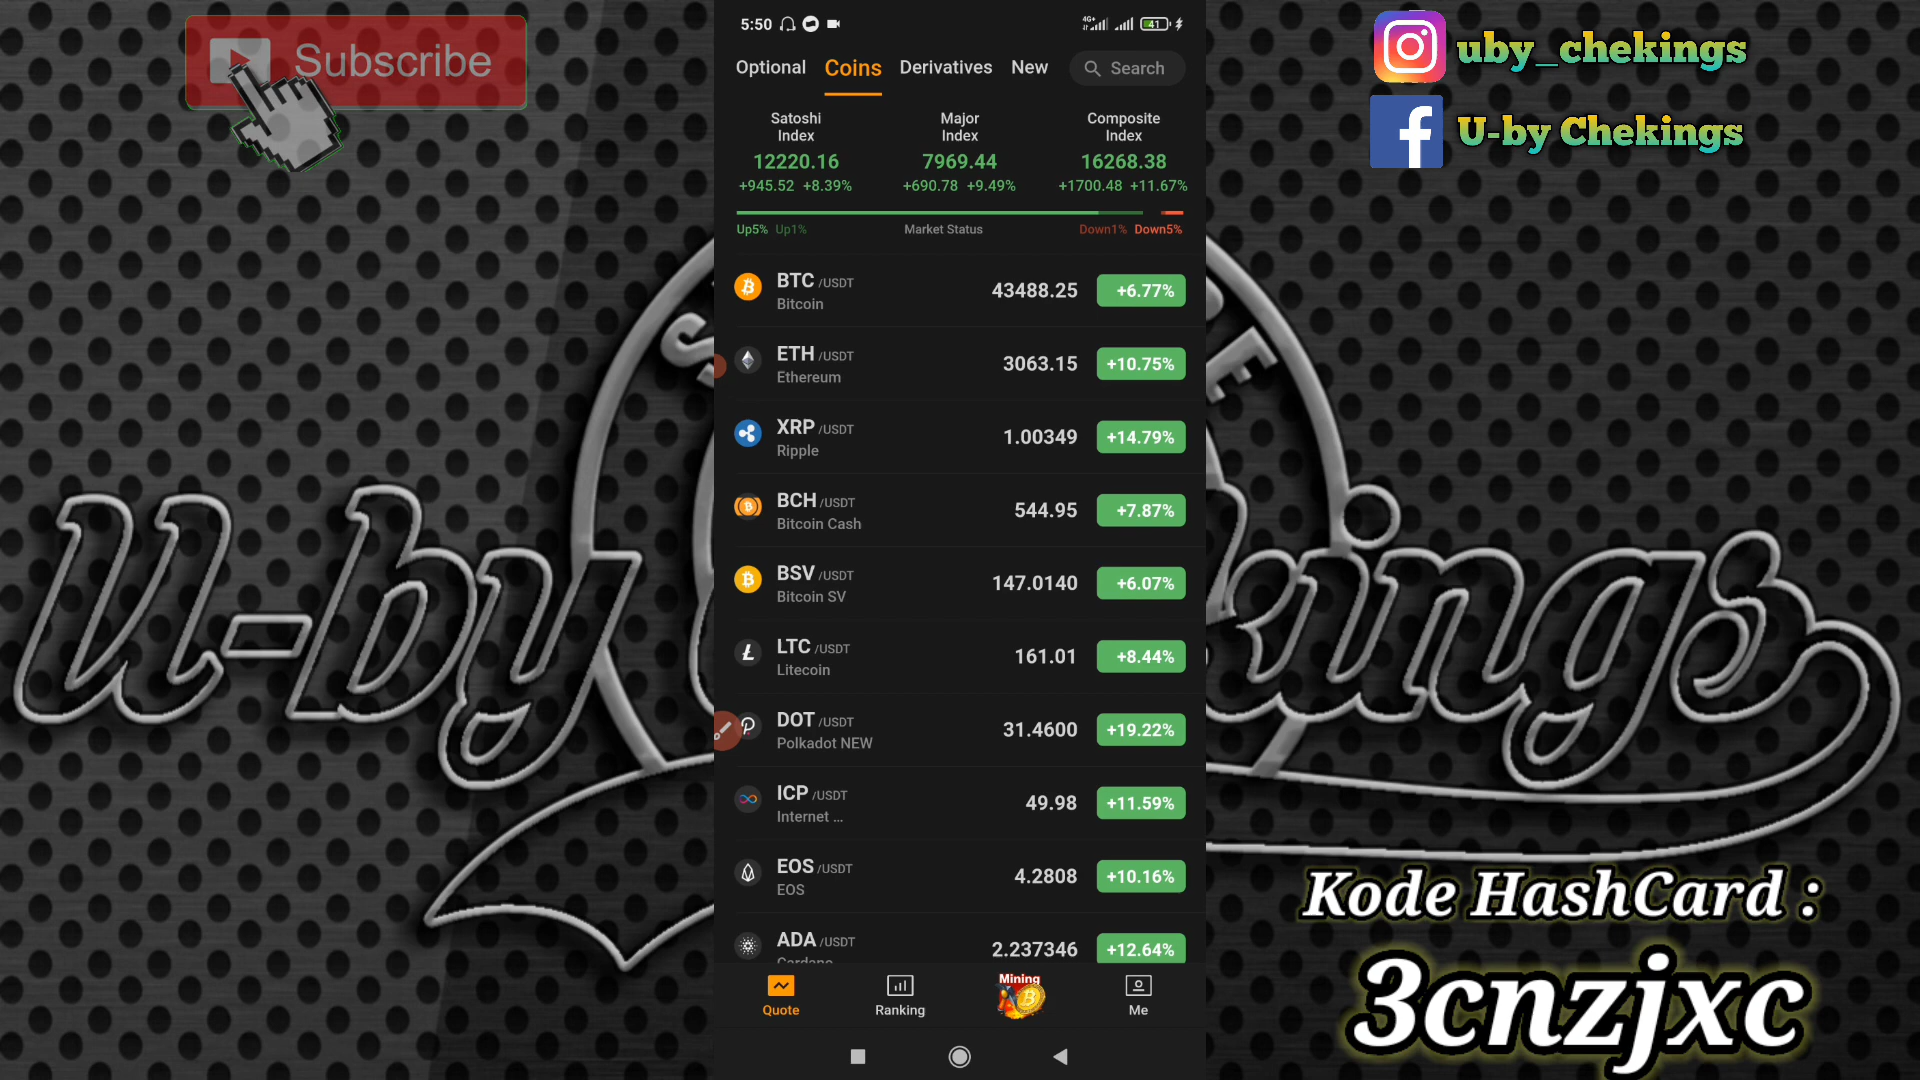 Subscribe
uby_chekings
U-by Chekings
5:50
4G+
41
Optional Coins Derivatives New Search
Satoshi Index
12220.16
+945.52 +8.39%
Major Index
7969.44
+690.78 +9.49%
Composite Index
16268.38
+1700.48 +11.67%
Up5% Up1% Market Status Down1% Down5%
BTC /USDT 43488.25 +6.77%
Bitcoin
ETH /USDT 3063.15 +10.75%
Ethereum
XRP /USDT 1.00349 +14.79%
Ripple
BCH /USDT 544.95 +7.87%
Bitcoin Cash
BSV /USDT 147.0140 +6.07%
Bitcoin SV
LTC /USDT 161.01 +8.44%
Litecoin
DOT /USDT 31.4600 +19.22%
Polkadot NEW
ICP /USDT 49.98 +11.59%
Internet ...
EOS /USDT 4.2808 +10.16%
EOS
ADA /USDT 2.237346 +12.64%
Cardano
Quote Ranking Mining Me
U-by
Kode HashCard :
3cnzjxc